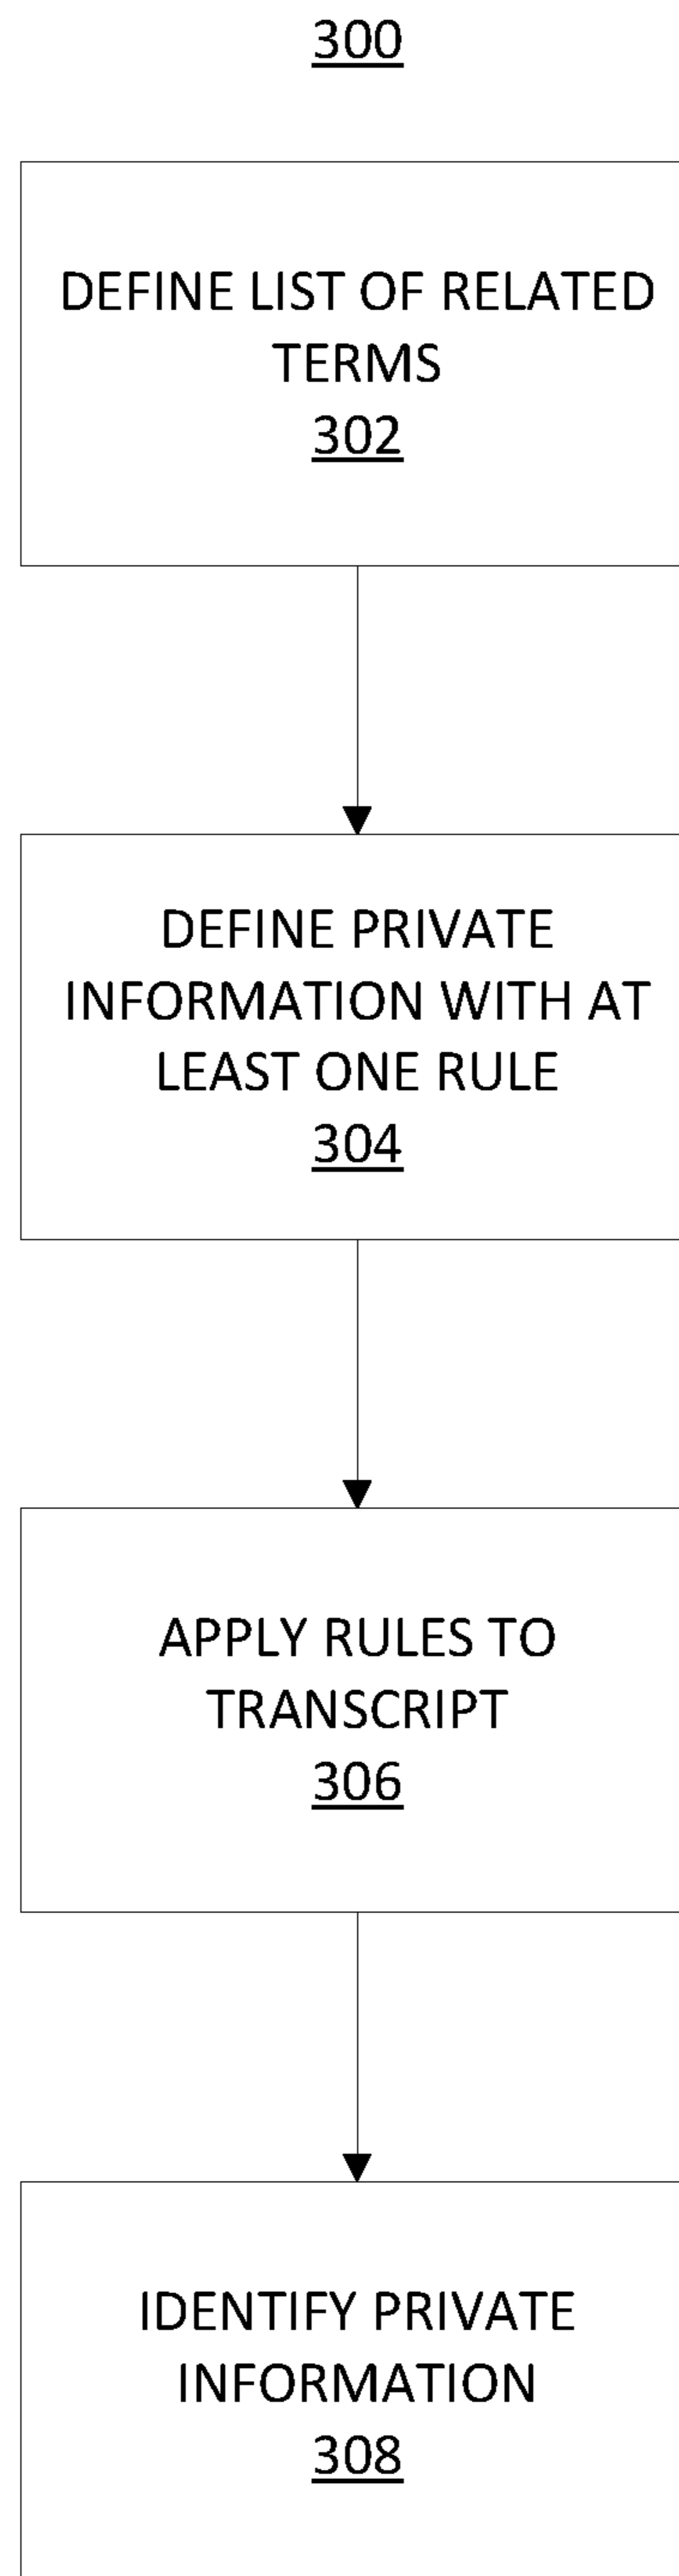 300
DEFINE LIST OF RELATED
TERMS
302
DEFINE PRIVATE
INFORMATION WITH AT
LEAST ONE RULE
304
APPLY RULES TO
TRANSCRIPT
306
IDENTIFY PRIVATE
INFORMATION
308